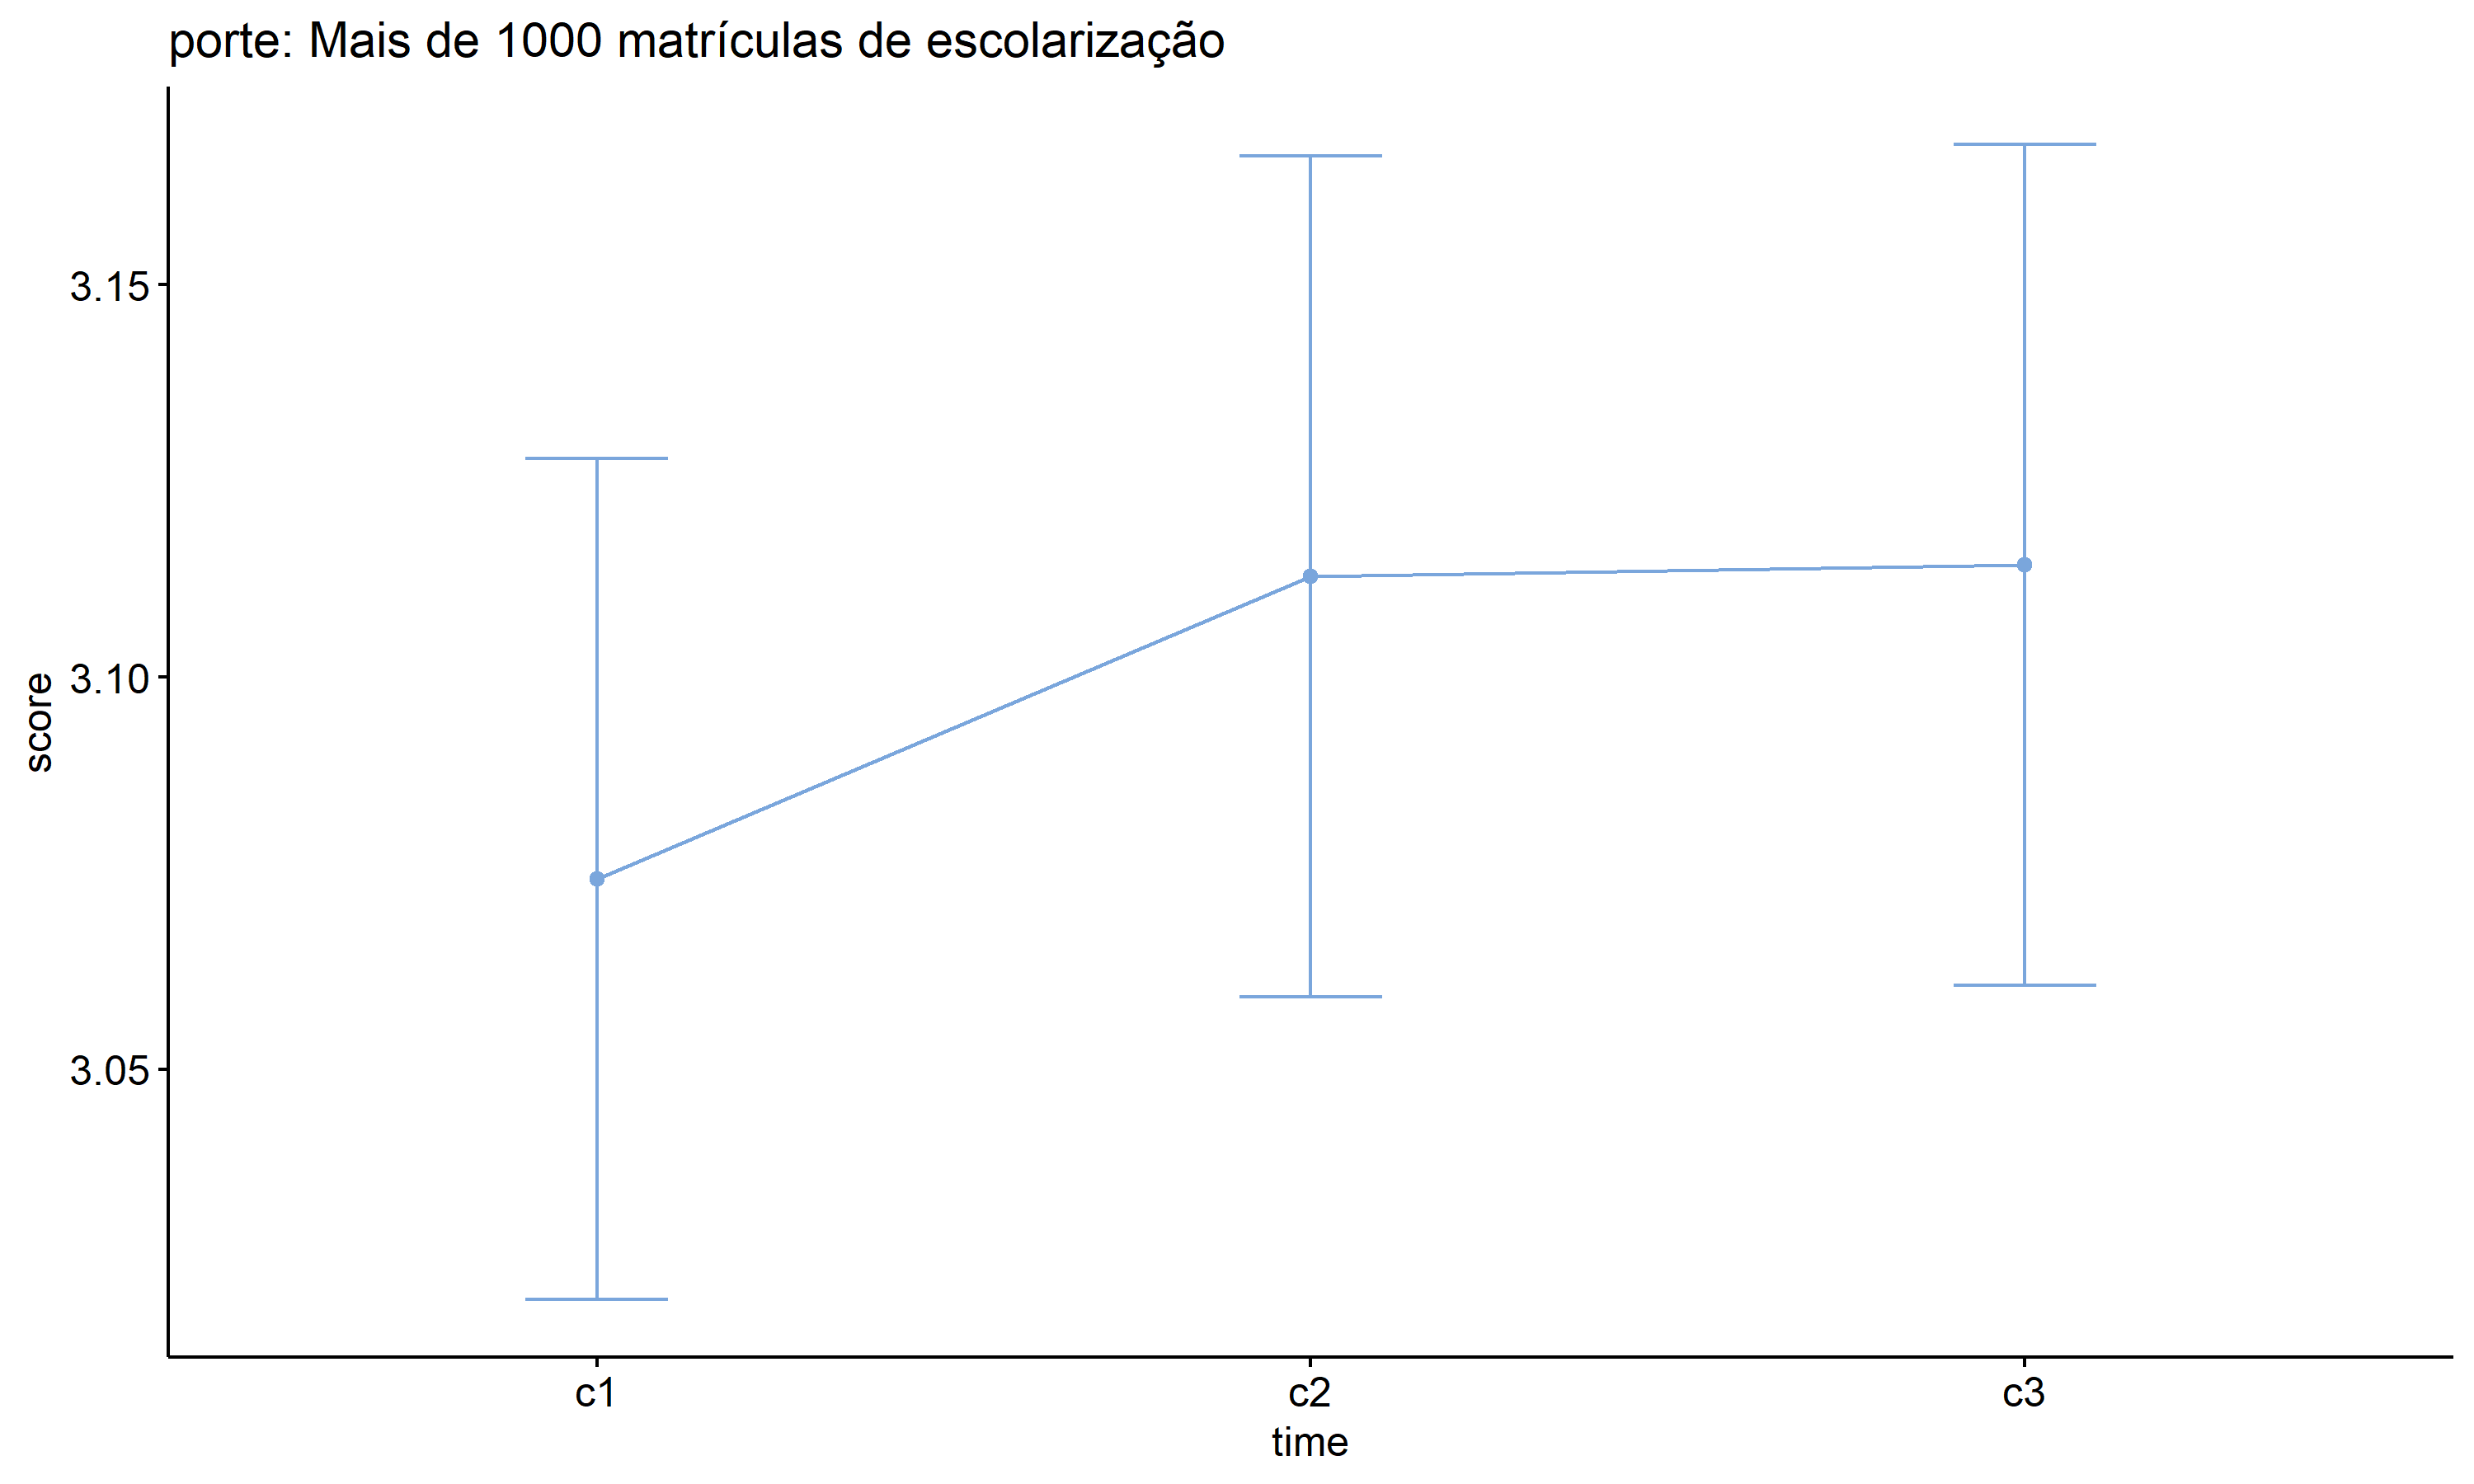 porte: Mais de 1000 matrículas de escolarização
score
3.15
3.10
3.05
c1
c2
c3
time